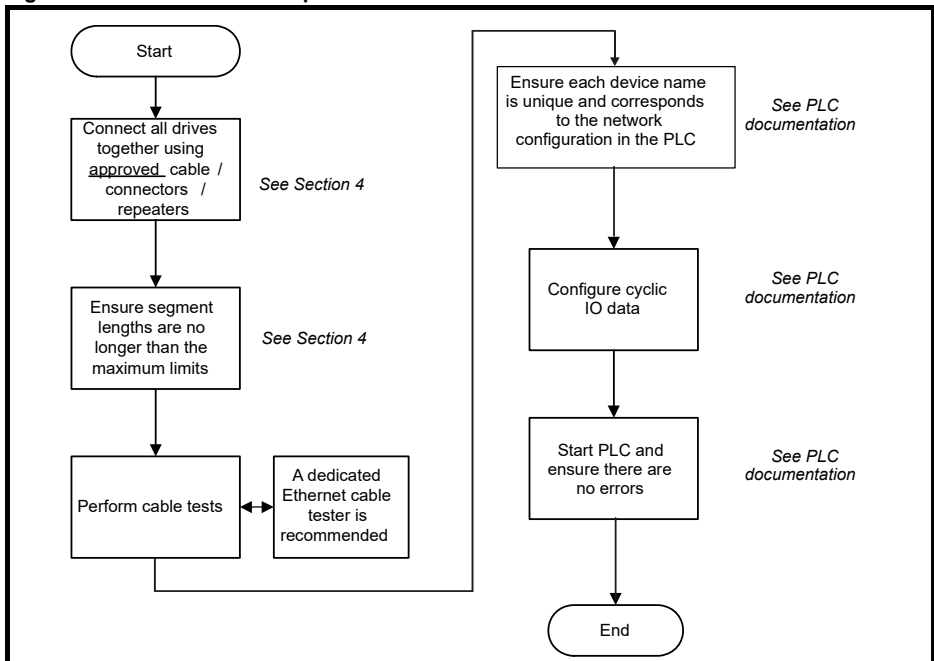 Start
Connect all drives
together using
approved cable /
connectors /
repeaters
See Section 4
Ensure segment
lengths are no
longer than the
maximum limits
See Section 4
Perform cable tests
A dedicated
Ethernet cable
tester is
recommended
Ensure each device name
is unique and corresponds
to the network
configuration in the PLC
See PLC
documentation
Configure cyclic
IO data
See PLC
documentation
Start PLC and
ensure there are
no errors
See PLC
documentation
End